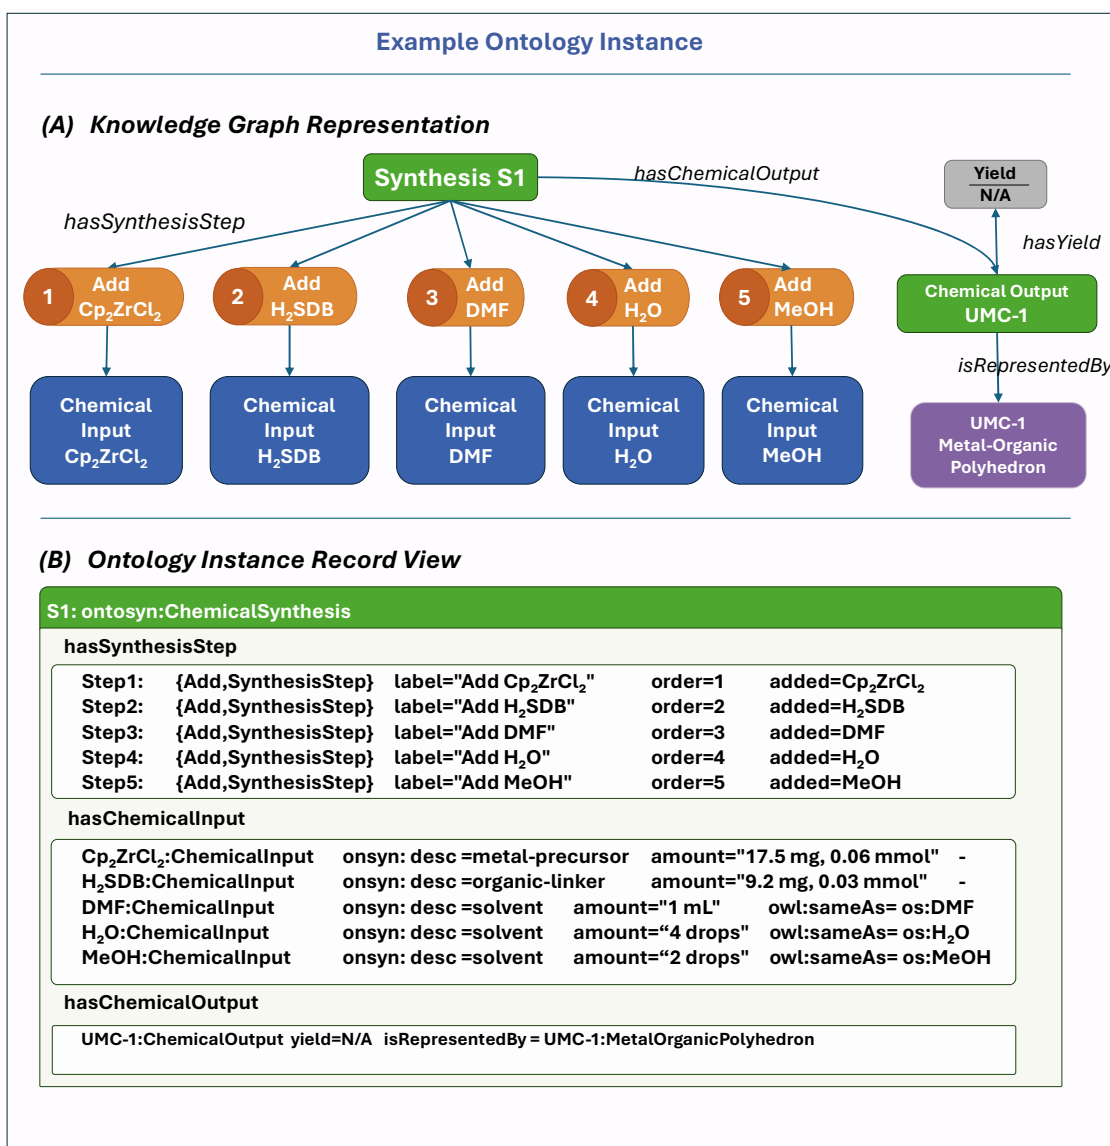 Example Ontology Instance
(A) Knowledge Graph Representation
Synthesis S1
hasChemicalOutput
Yield
N/A
hasSynthesisStep
hasYield
1 Add Cp₂ZrCl₂
2 Add H₂SDB
3 Add DMF
4 Add H₂O
5 Add MeOH
Chemical Output
UMC-1
isRepresentedBy
Chemical
Input
Cp₂ZrCl₂
Chemical
Input
H₂SDB
Chemical
Input
DMF
Chemical
Input
H₂O
Chemical
Input
MeOH
UMC-1
Metal-Organic
Polyhedron
(B) Ontology Instance Record View
S1: ontosyn:ChemicalSynthesis
hasSynthesisStep
Step1: {Add,SynthesisStep} label="Add Cp₂ZrCl₂" order=1 added=Cp₂ZrCl₂
Step2: {Add,SynthesisStep} label="Add H₂SDB" order=2 added=H₂SDB
Step3: {Add,SynthesisStep} label="Add DMF" order=3 added=DMF
Step4: {Add,SynthesisStep} label="Add H₂O" order=4 added=H₂O
Step5: {Add,SynthesisStep} label="Add MeOH" order=5 added=MeOH
hasChemicalInput
Cp₂ZrCl₂:ChemicalInput onsyn: desc =metal-precursor amount="17.5 mg, 0.06 mmol" -
H₂SDB:ChemicalInput onsyn: desc =organic-linker amount="9.2 mg, 0.03 mmol" -
DMF:ChemicalInput onsyn: desc =solvent amount="1 mL" owl:sameAs= os:DMF
H₂O:ChemicalInput onsyn: desc =solvent amount=“4 drops" owl:sameAs= os:H₂O
MeOH:ChemicalInput onsyn: desc =solvent amount=“2 drops" owl:sameAs= os:MeOH
hasChemicalOutput
UMC-1:ChemicalOutput yield=N/A isRepresentedBy = UMC-1:MetalOrganicPolyhedron